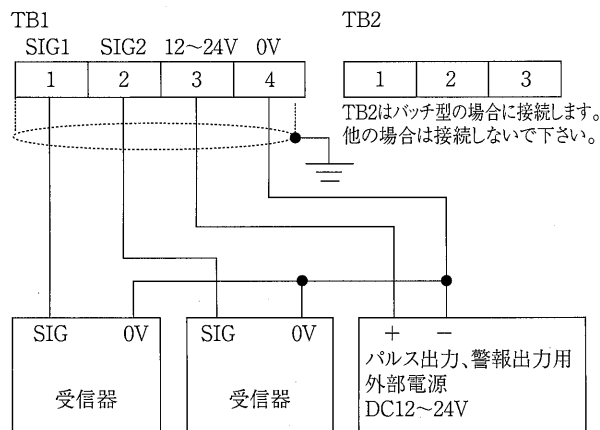 TB1
SIG1 SIG2 12～24V 0V
1 2 3 4
TB2
1 2 3
TB2はバッチ型の場合に接続します。
他の場合は接続しないで下さい。
SIG 0V
受信器
SIG 0V
受信器
+ −
パルス出力、警報出力用
外部電源
DC12～24V